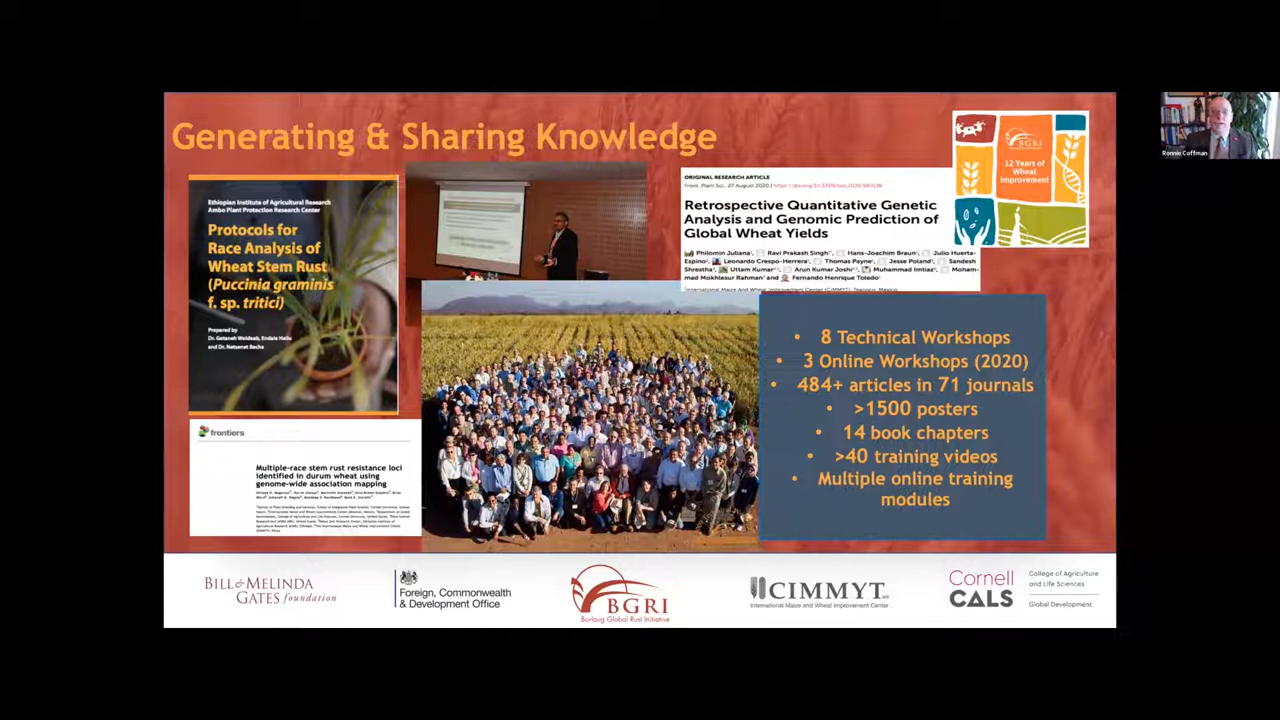 Generating & Sharing Knowledge
Ethiopian Institute of Agricultural Research
Ambo Plant Protection Research Center
Protocols for
Race Analysis of
Wheat Stem Rust
(Puccinia graminis
f. sp. tritici)
Prepared by
Dr. Getaneh Woldeab, Endale Hailu
and Dr. Netsanet Bacha
frontiers
Multiple-race stem rust resistance loci
identified in durum wheat using
genome-wide association mapping
ORIGINAL RESEARCH ARTICLE
Front. Plant Sci., 27 August 2020
Retrospective Quantitative Genetic
Analysis and Genomic Prediction of
Global Wheat Yields
Philomin Juliana, Ravi Prakash Singh, Hans-Joachim Braun, Julio Huerta-
Espino, Leonardo Crespo-Herrera, Thomas Payne, Jesse Poland, Sandesh
Shrestha, Uttam Kumar, Arun Kumar Joshi, Muhammad Imtiaz, Moham-
mad Mokhlesur Rahman and Fernando Henrique Toledo
International Maize And Wheat Improvement Center (CIMMYT), Texcoco, Mexico
BGRI
12 Years of
Wheat
Improvement
Ronnie Coffman
• 8 Technical Workshops
• 3 Online Workshops (2020)
• 484+ articles in 71 journals
• >1500 posters
• 14 book chapters
• >40 training videos
• Multiple online training
modules
BILL & MELINDA
GATES foundation
Foreign, Commonwealth
& Development Office
BGRI
Borlaug Global Rust Initiative
CIMMYT
International Maize and Wheat Improvement Center
Cornell
CALS
College of Agriculture
and Life Sciences
Global Development